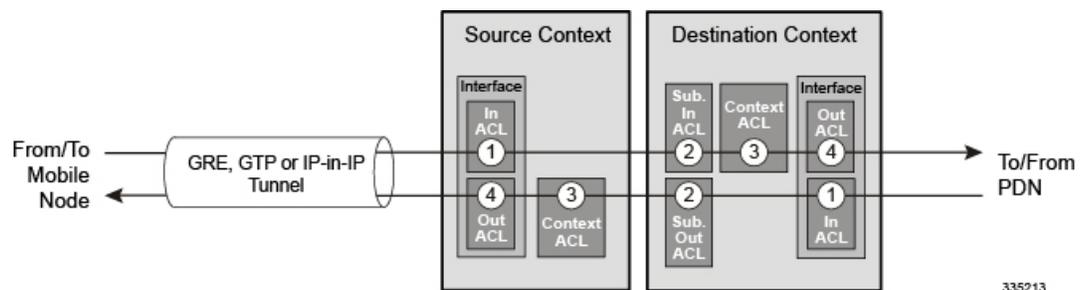 Source Context
Destination Context
Interface
In
ACL
1
4
Out
ACL
3
Context
ACL
Sub.
In
ACL
2
Context
ACL
3
Interface
Out
ACL
4
2
Sub.
Out
ACL
1
In
ACL
From/To
Mobile
Node
GRE, GTP or IP-in-IP
Tunnel
To/From
PDN
335213